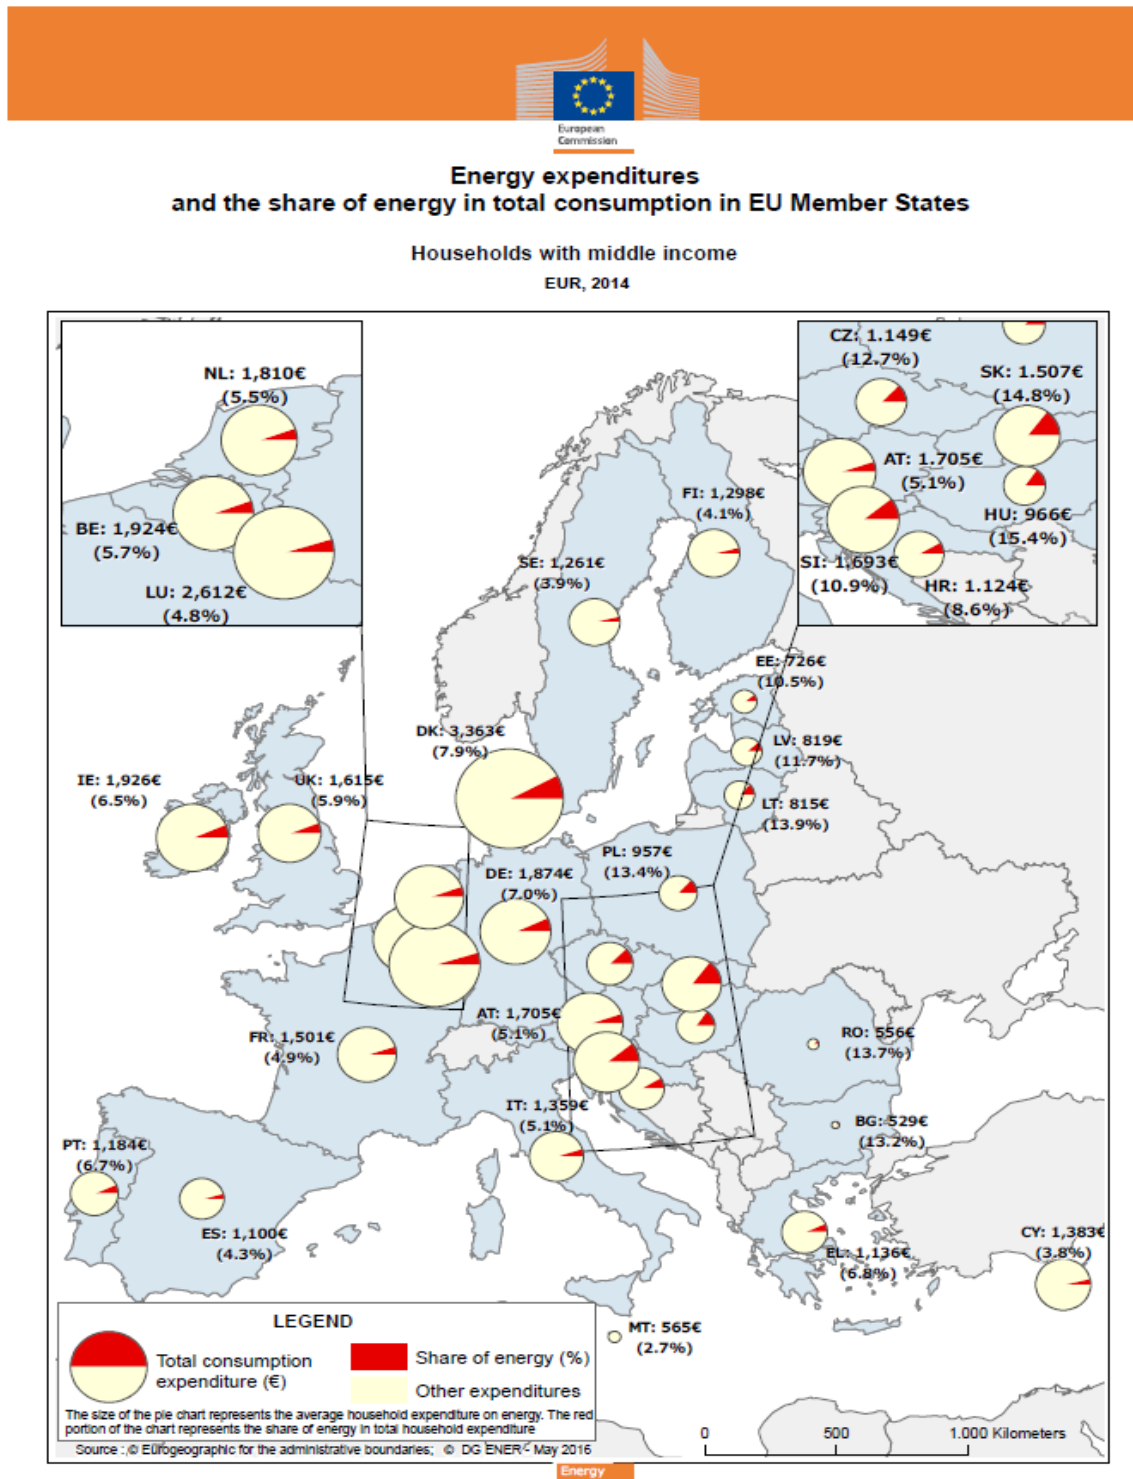 European
Commission
Energy expenditures
and the share of energy in total consumption in EU Member States
Households with middle income
EUR, 2014
NL: 1,810€
(5.5%)
BE: 1,924€
(5.7%)
LU: 2,612€
(4.8%)
CZ: 1.149€
(12.7%)
SK: 1.507€
(14.8%)
AT: 1.705€
(5.1%)
HU: 966€
(15.4%)
SI: 1.693€
(10.9%)
HR: 1.124€
(8.6%)
FI: 1,298€
(4.1%)
SE: 1,261€
(3.9%)
EE: 726€
(10.5%)
DK: 3,363€
(7.9%)
LV: 819€
(11.7%)
IE: 1,926€
(6.5%)
UK: 1,615€
(5.9%)
LT: 815€
(13.9%)
PL: 957€
(13.4%)
DE: 1,874€
(7.0%)
AT: 1,705€
(5.1%)
FR: 1,501€
(4.9%)
RO: 556€
(13.7%)
IT: 1,359€
(5.1%)
BG: 529€
(13.2%)
PT: 1,184€
(6.7%)
ES: 1,100€
(4.3%)
EL: 1,136€
(6.8%)
CY: 1,383€
(3.8%)
MT: 565€
(2.7%)
LEGEND
Total consumption
expenditure (€)
Share of energy (%)
Other expenditures
The size of the pie chart represents the average household expenditure on energy. The red
portion of the chart represents the share of energy in total household expenditure
Source : © Eurogeographic for the administrative boundaries; © DG ENER - May 2016
0 500 1.000 Kilometers
Energy